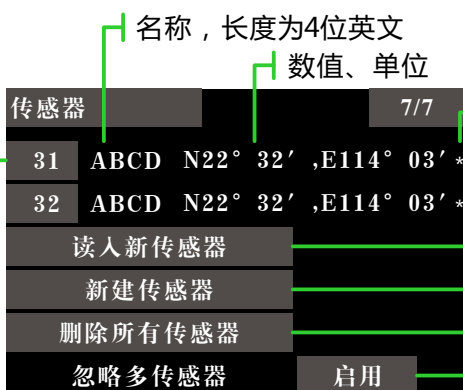 名称，长度为4位英文
数值、单位
传感器 7/7
31 ABCD N22° 32′ ,E114° 03′ *
32 ABCD N22° 32′ ,E114° 03′ *
读入新传感器
新建传感器
删除所有传感器
忽略多传感器 启用